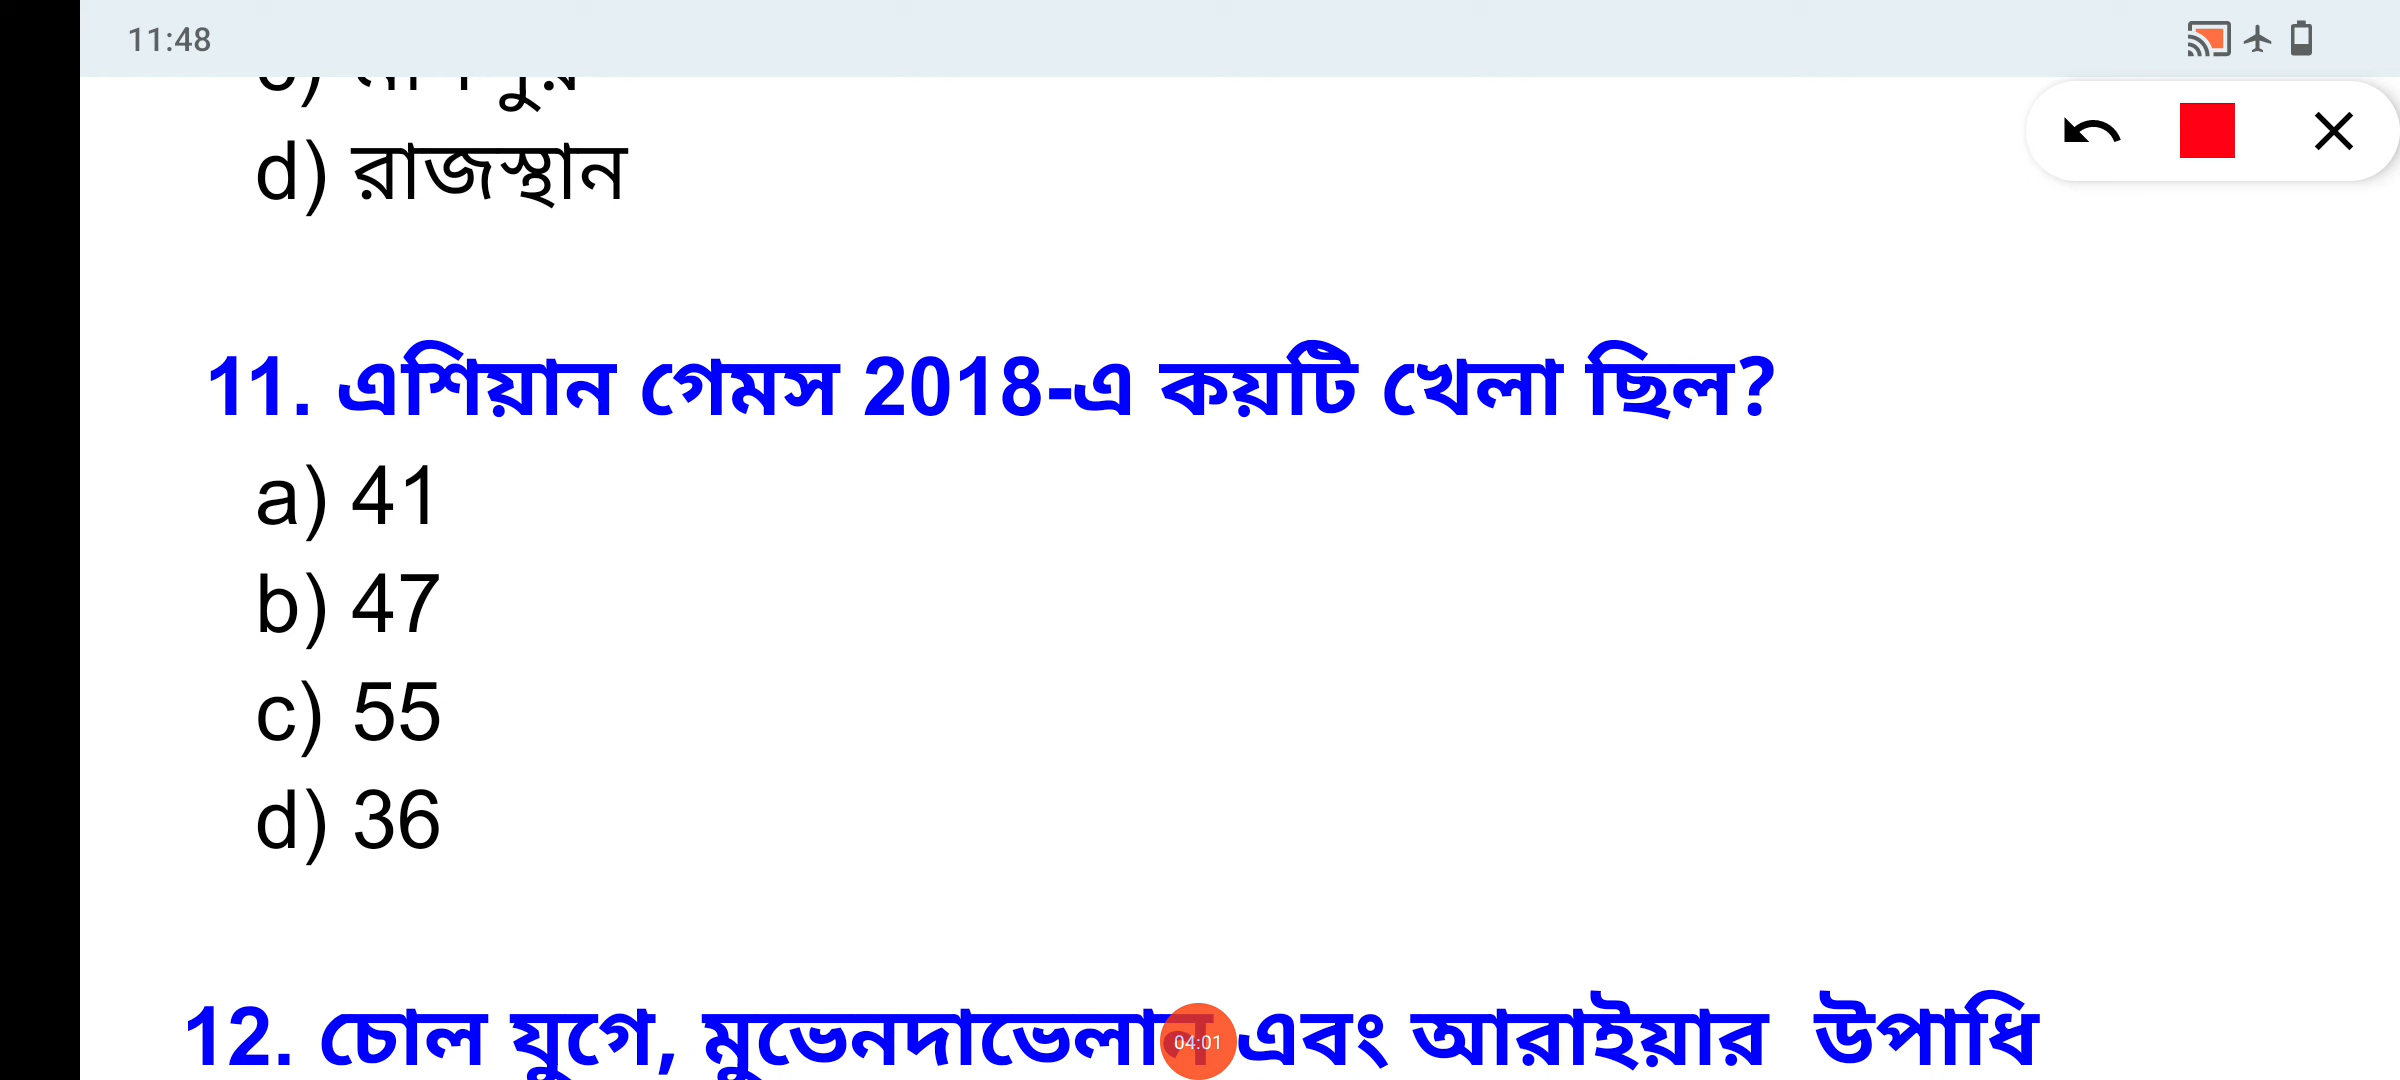 11:48
d) রাজস্থান
11. এশিয়ান গেমস 2018-এ কয়টি খেলা ছিল?
a) 41
b) 47
c) 55
d) 36
12. চোল যুগে, এবং আরাইয়ার উপাধি
04:01